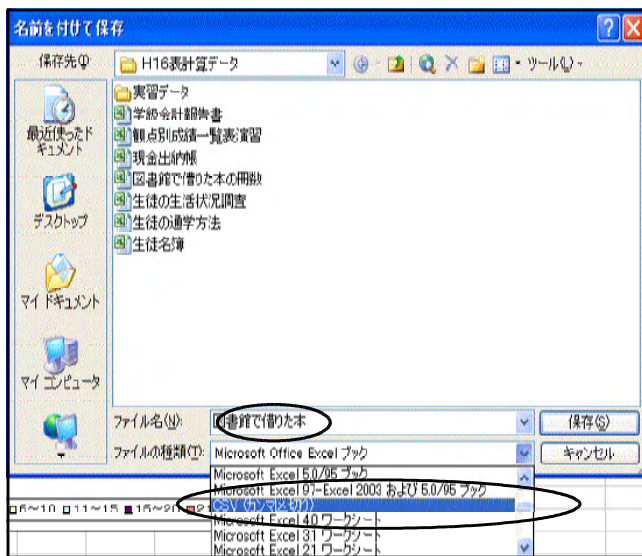 名前を付けて保存
保存先(I):
H16表計算データ
ツール(L)
実習データ
学級会計報告書
観点別成績一覧表演習
現金出納帳
図書館で借りた本の冊数
生徒の生活状況調査
生徒の通学方法
生徒名簿
最近使ったド
キュメント
デスクトップ
マイ ドキュメント
マイ コンピュータ
ファイル名(N):
図書館で借りた本
保存(S)
ファイルの種類(T):
Microsoft Office Excel ブック
キャンセル
Microsoft Excel 5.0/95 ブック
Microsoft Excel 97-Excel 2003 および 5.0/95 ブック
CSV (カンマ区切り)
Microsoft Excel 4.0 ワークシート
Microsoft Excel 3.1 ワークシート
Microsoft Excel 2.1 ワークシート
6~10 11~15 15~20 21